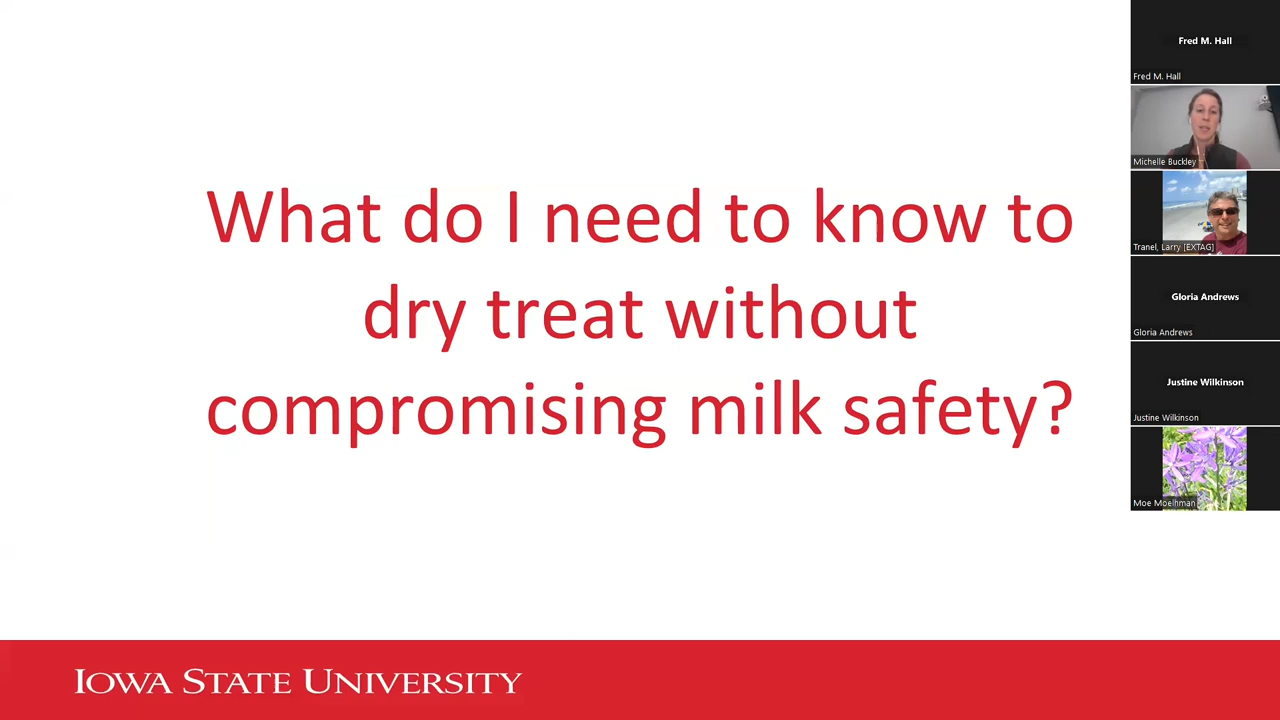 What do I need to know to
dry treat without
compromising milk safety?
IOWA STATE UNIVERSITY
Fred M. Hall
Fred M. Hall
Michelle Buckley
Tranel, Larry [EXTAG]
Gloria Andrews
Gloria Andrews
Justine Wilkinson
Justine Wilkinson
Moe Moelhman